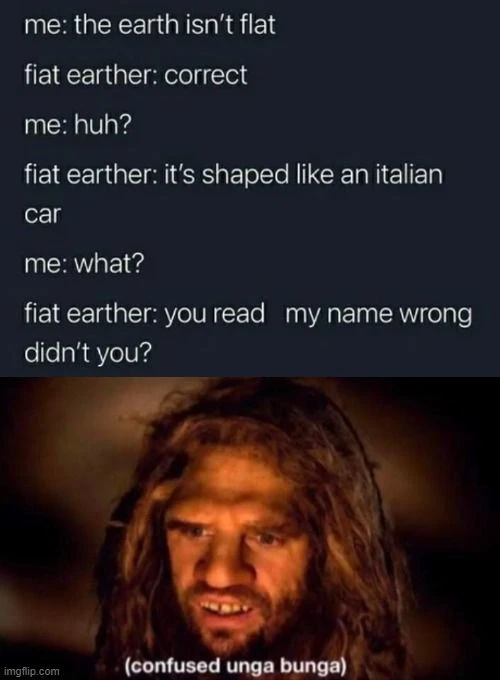 me: the earth isn’t flat
fiat earther: correct
me: huh?
fiat earther: it’s shaped like an italian
car
me: what?
fiat earther: you read my name wrong
didn’t you?
(confused unga bunga)
imgflip.com